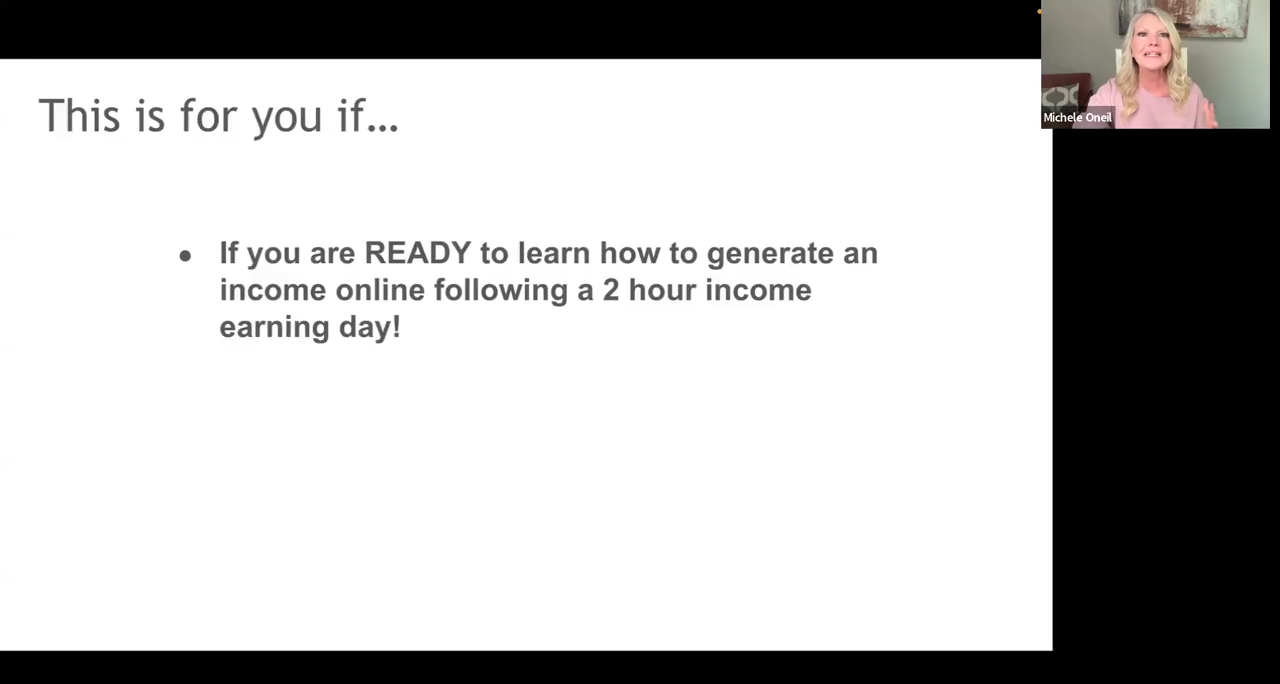 This is for you if...
● If you are READY to learn how to generate an
income online following a 2 hour income
earning day!
Michele Oneil